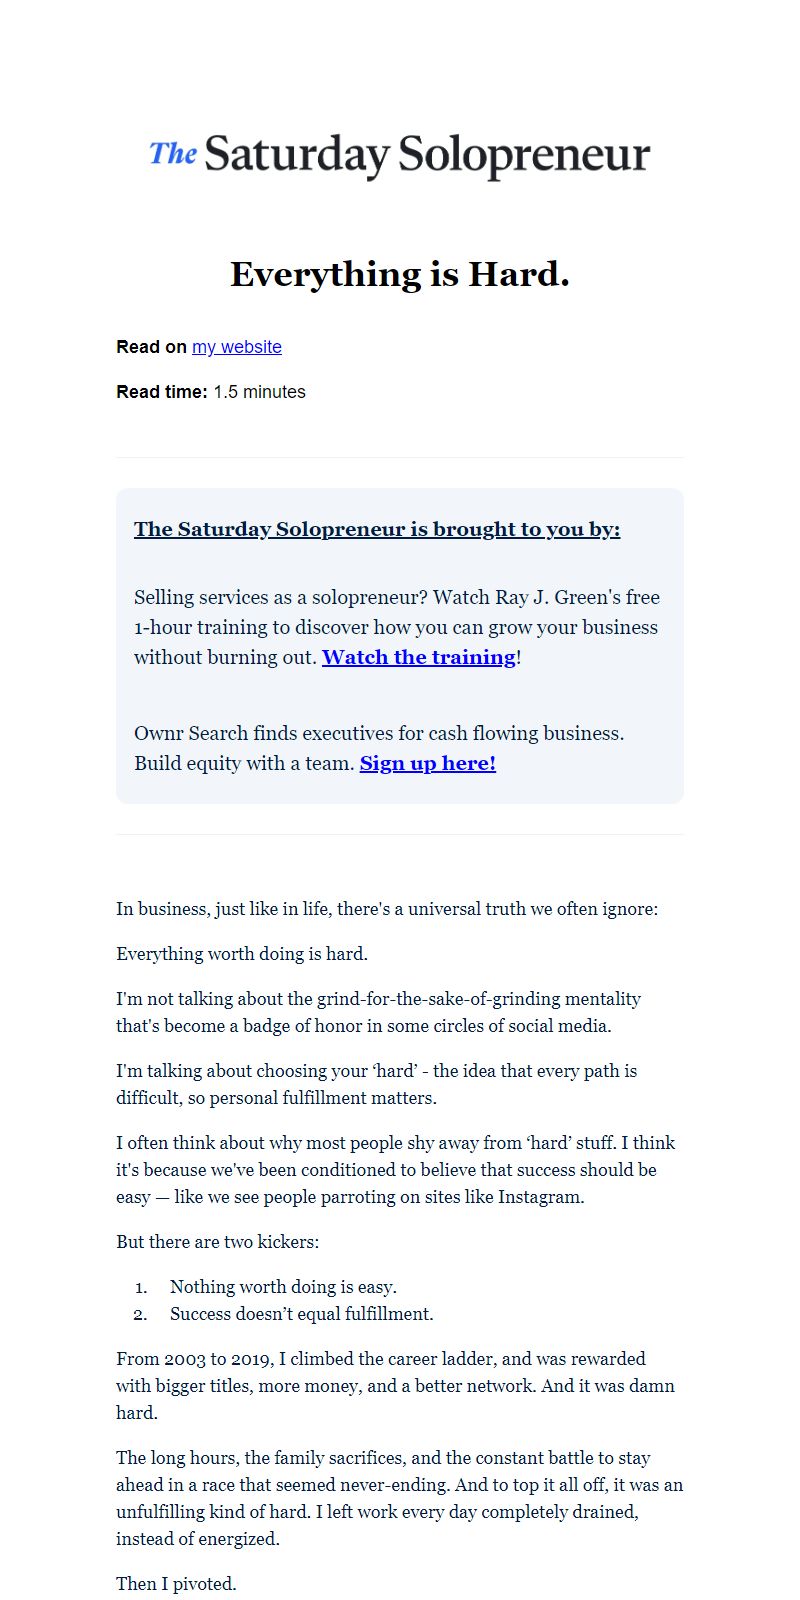 The Saturday Solopreneur
Everything is Hard.
Read on my website
Read time: 1.5 minutes
The Saturday Solopreneur is brought to you by:
Selling services as a solopreneur? Watch Ray J. Green's free
1-hour training to discover how you can grow your business
without burning out. Watch the training!
Ownr Search finds executives for cash flowing business.
Build equity with a team. Sign up here!
In business, just like in life, there's a universal truth we often ignore:
Everything worth doing is hard.
I'm not talking about the grind-for-the-sake-of-grinding mentality
that's become a badge of honor in some circles of social media.
I'm talking about choosing your ‘hard’ - the idea that every path is
difficult, so personal fulfillment matters.
I often think about why most people shy away from ‘hard’ stuff. I think
it's because we've been conditioned to believe that success should be
easy — like we see people parroting on sites like Instagram.
But there are two kickers:
1. Nothing worth doing is easy.
2. Success doesn’t equal fulfillment.
From 2003 to 2019, I climbed the career ladder, and was rewarded
with bigger titles, more money, and a better network. And it was damn
hard.
The long hours, the family sacrifices, and the constant battle to stay
ahead in a race that seemed never-ending. And to top it all off, it was an
unfulfilling kind of hard. I left work every day completely drained,
instead of energized.
Then I pivoted.